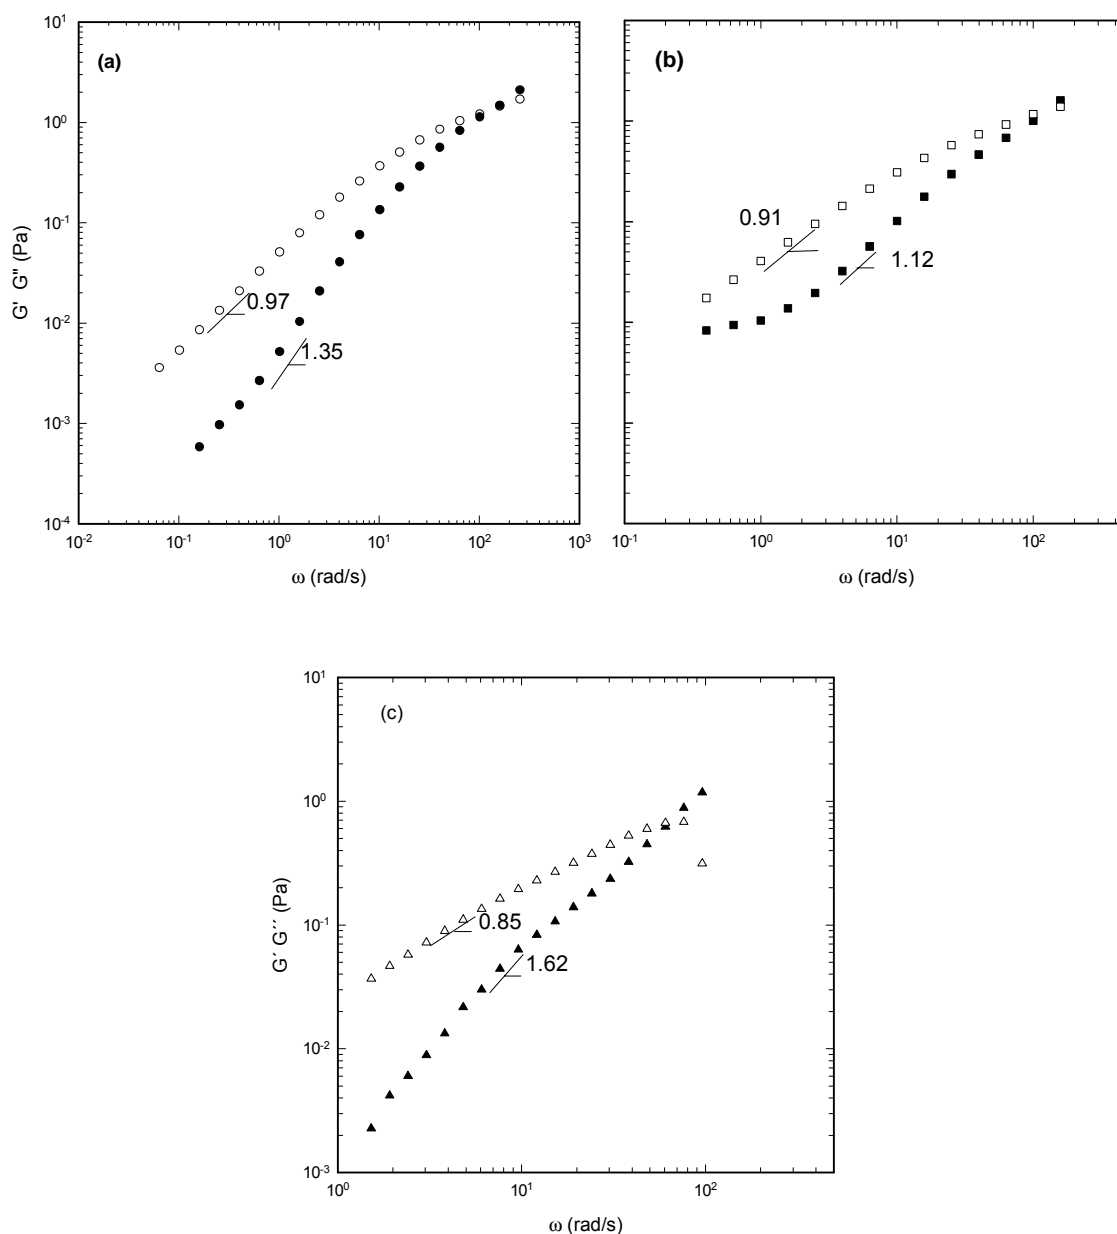 (a)
10¹
10⁰
10⁻¹
10⁻²
10⁻³
10⁻⁴
G' G" (Pa)
0.97
1.35
10⁻² 10⁻¹ 10⁰ 10¹ 10² 10³
ω (rad/s)
(b)
0.91
1.12
10⁻¹ 10⁰ 10¹ 10²
ω (rad/s)
(c)
10¹
10⁰
10⁻¹
10⁻²
10⁻³
G´ G´´ (Pa)
0.85
1.62
10⁰ 10¹ 10²
ω (rad/s)